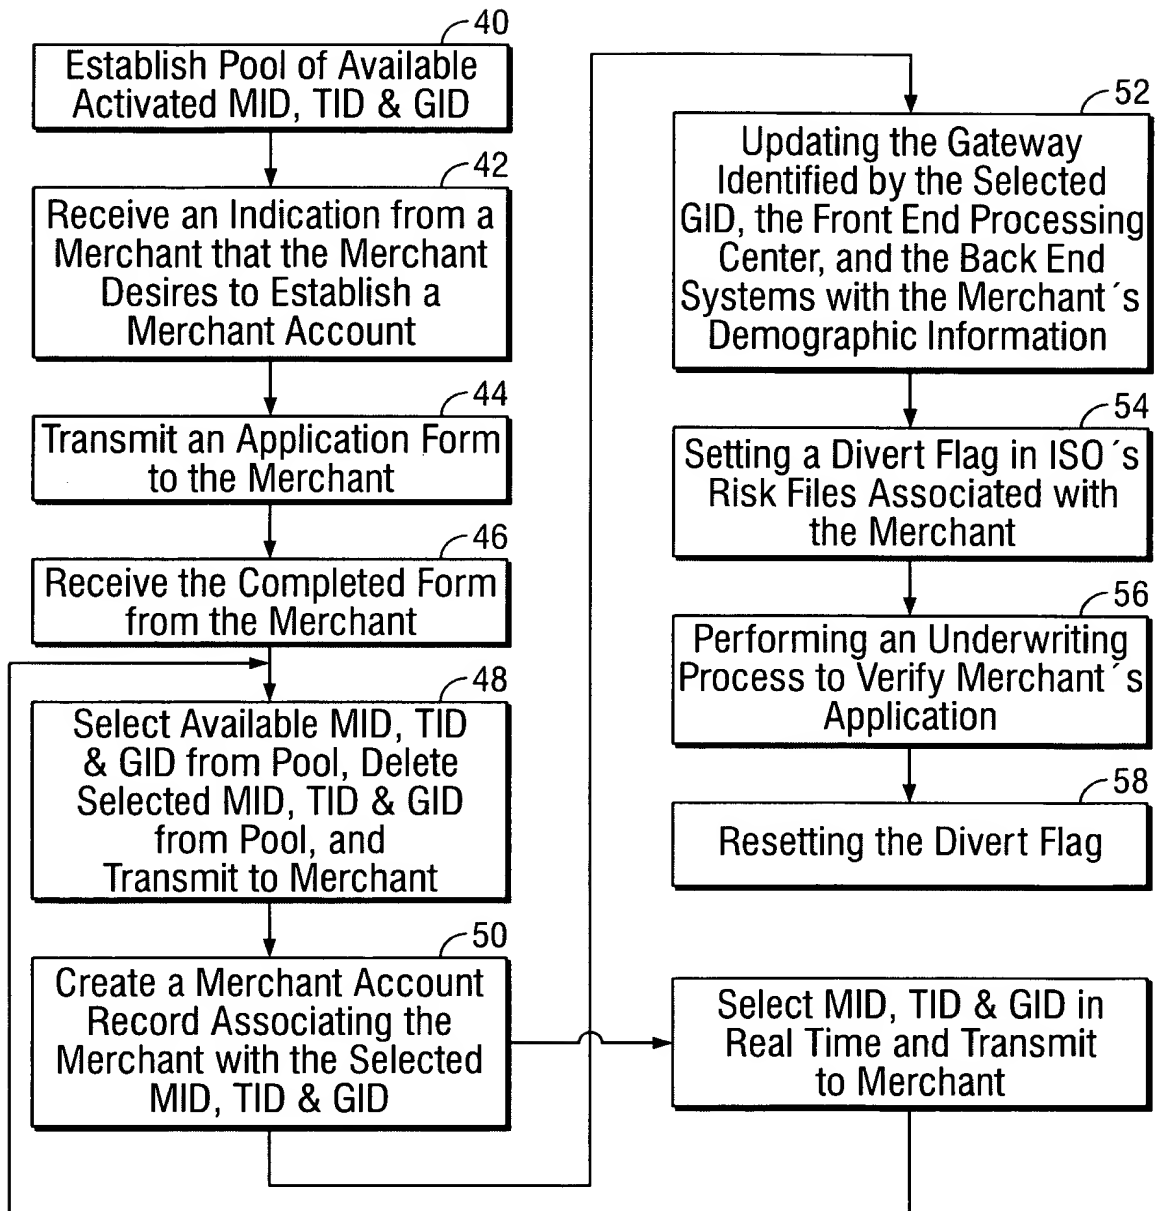 40
Establish Pool of Available
Activated MID, TID & GID
42
Receive an Indication from a
Merchant that the Merchant
Desires to Establish a
Merchant Account
44
Transmit an Application Form
to the Merchant
46
Receive the Completed Form
from the Merchant
48
Select Available MID, TID
& GID from Pool, Delete
Selected MID, TID & GID
from Pool, and
Transmit to Merchant
50
Create a Merchant Account
Record Associating the
Merchant with the Selected
MID, TID & GID
52
Updating the Gateway
Identified by the Selected
GID, the Front End Processing
Center, and the Back End
Systems with the Merchant´s
Demographic Information
54
Setting a Divert Flag in ISO´s
Risk Files Associated with
the Merchant
56
Performing an Underwriting
Process to Verify Merchant´s
Application
58
Resetting the Divert Flag
Select MID, TID & GID in
Real Time and Transmit
to Merchant